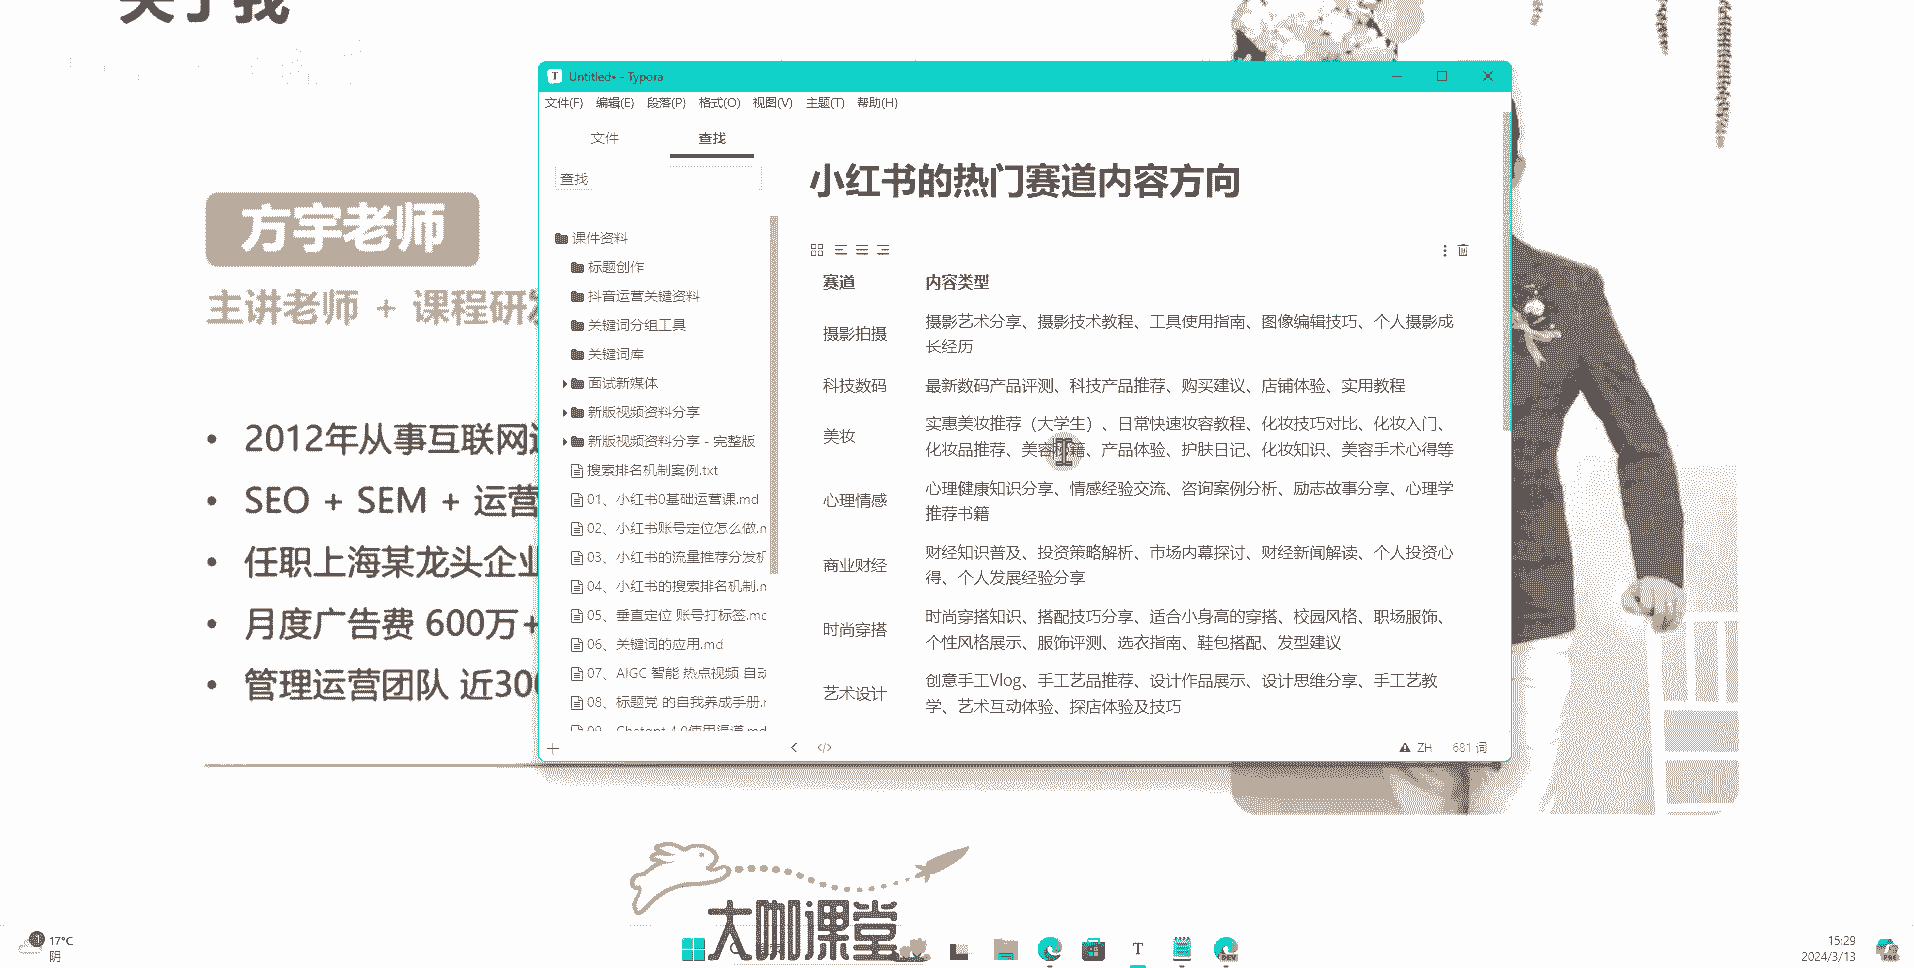 关于我
方宇老师
主讲老师 + 课程研发
• 2012年从事互联网
• SEO + SEM + 运营
• 任职上海某龙头企业
• 月度广告费 600万+
• 管理运营团队 近300
Untitled• - Typora
文件(F) 编辑(E) 段落(P) 格式(O) 视图(V) 主题(T) 帮助(H)
文件 查找
查找
课件资料
标题创作
抖音运营关键资料
关键词分组工具
关键词库
面试新媒体
新版视频资料分享
新版视频资料分享 - 完整版
搜索排名机制案例.txt
01、小红书0基础运营课.md
02、小红书账号定位怎么做.m
03、小红书的流量推荐分发机
04、小红书的搜索排名机制.m
05、垂直定位 账号打标签.mc
06、关键词的应用.md
07、AIGC 智能 热点视频 自动
08、标题党 的自我养成手册.r
09、Chatgpt 4.0使用渠道.md
小红书的热门赛道内容方向
赛道 内容类型
摄影拍摄 摄影艺术分享、摄影技术教程、工具使用指南、图像编辑技巧、个人摄影成
长经历
科技数码 最新数码产品评测、科技产品推荐、购买建议、店铺体验、实用教程
美妆 实惠美妆推荐（大学生）、日常快速妆容教程、化妆技巧对比、化妆入门、
化妆品推荐、美容 籍、产品体验、护肤日记、化妆知识、美容手术心得等
心理情感 心理健康知识分享、情感经验交流、咨询案例分析、励志故事分享、心理学
推荐书籍
商业财经 财经知识普及、投资策略解析、市场内幕探讨、财经新闻解读、个人投资心
得、个人发展经验分享
时尚穿搭 时尚穿搭知识、搭配技巧分享、适合小身高的穿搭、校园风格、职场服饰、
个性风格展示、服饰评测、选衣指南、鞋包搭配、发型建议
艺术设计 创意手工Vlog、手工艺品推荐、设计作品展示、设计思维分享、手工艺教
学、艺术互动体验、探店体验及技巧
ZH 681 词
大咖课堂
1 17°C
阴
DEV
15:29
2024/3/13
PRE